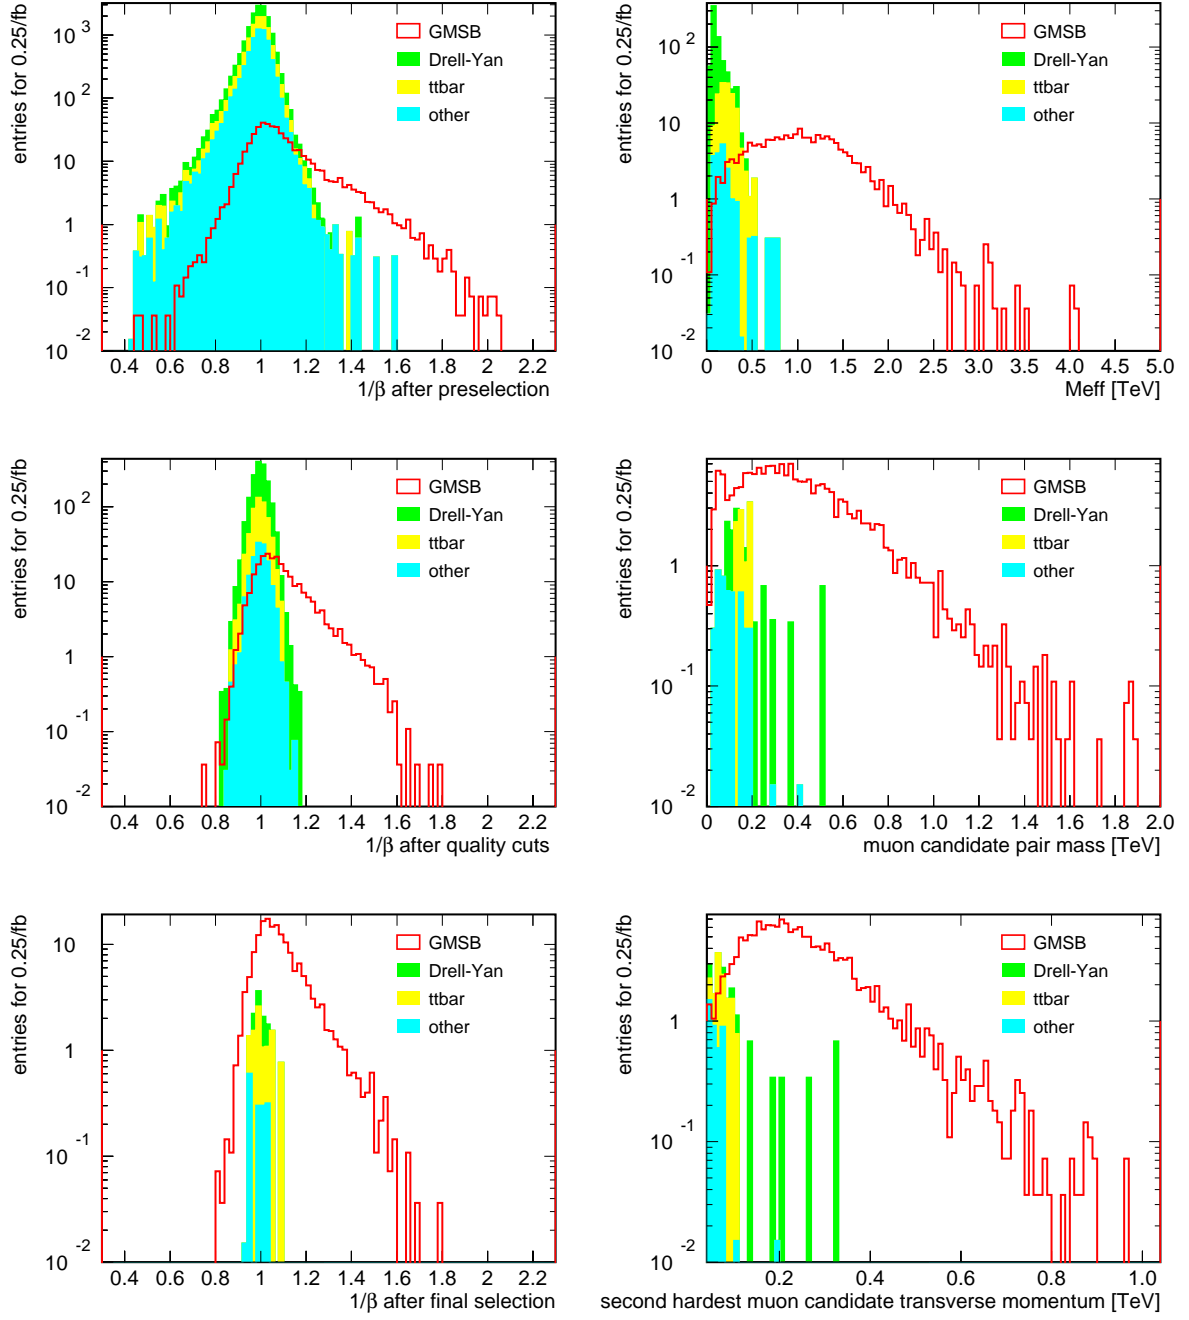 entries for 0.25/fb
10 3
10 2
10
1
10 -1
10 -2
GMSB
Drell-Yan
ttbar
other
0.4 0.6 0.8 1 1.2 1.4 1.6 1.8 2 2.2
1/β after preselection
entries for 0.25/fb
10 2
10
1
10 -1
10 -2
GMSB
Drell-Yan
ttbar
other
0 0.5 1.0 1.5 2.0 2.5 3.0 3.5 4.0 4.5 5.0
Meff [TeV]
entries for 0.25/fb
10 2
10
1
10 -1
10 -2
GMSB
Drell-Yan
ttbar
other
0.4 0.6 0.8 1 1.2 1.4 1.6 1.8 2 2.2
1/β after quality cuts
entries for 0.25/fb
1
10 -1
10 -2
GMSB
Drell-Yan
ttbar
other
0 0.2 0.4 0.6 0.8 1.0 1.2 1.4 1.6 1.8 2.0
muon candidate pair mass [TeV]
entries for 0.25/fb
10
1
10 -1
10 -2
GMSB
Drell-Yan
ttbar
other
0.4 0.6 0.8 1 1.2 1.4 1.6 1.8 2 2.2
1/β after final selection
entries for 0.25/fb
1
10 -1
10 -2
GMSB
Drell-Yan
ttbar
other
0.2 0.4 0.6 0.8 1.0
second hardest muon candidate transverse momentum [TeV]